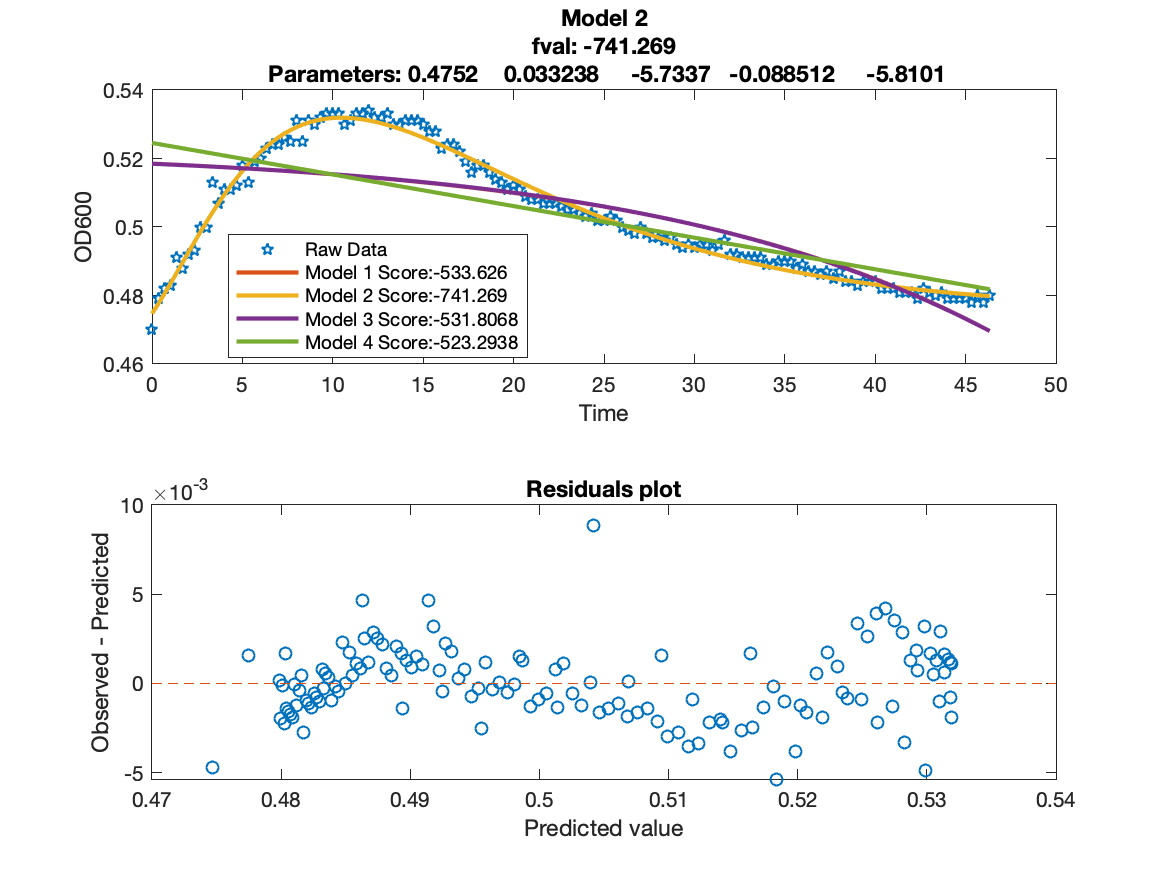 Model 2
fval: -741.269
Parameters: 0.4752 0.033238 -5.7337 -0.088512 -5.8101
0.54
0.52
0.5
0.48
0.46
OD600
Raw Data
Model 1 Score:-533.626
Model 2 Score:-741.269
Model 3 Score:-531.8068
Model 4 Score:-523.2938
0 5 10 15 20 25 30 35 40 45 50
Time
×10-3
Residuals plot
10
5
0
-5
Observed - Predicted
0.47 0.48 0.49 0.5 0.51 0.52 0.53 0.54
Predicted value